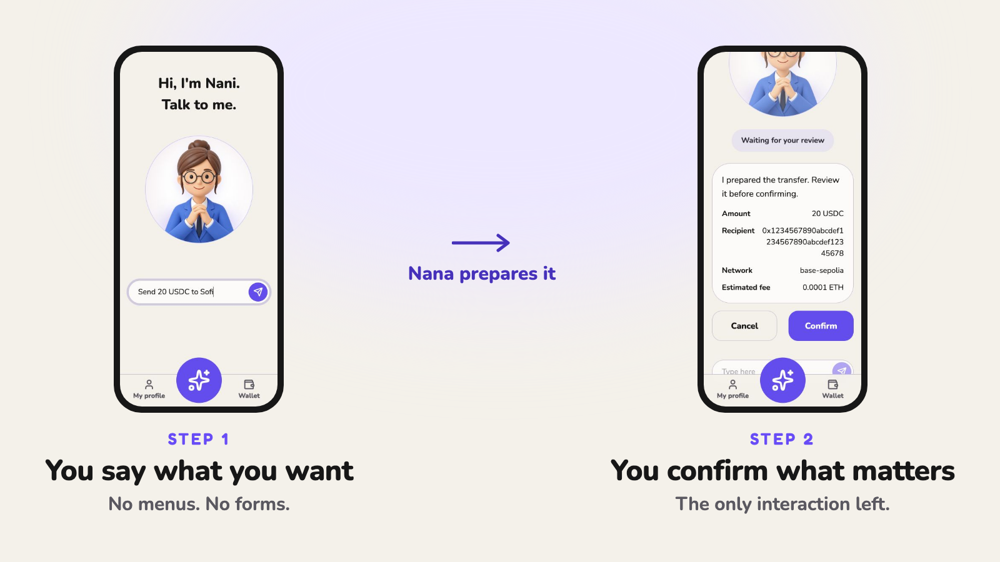 Hi, I'm Nani.
Talk to me.
Send 20 USDC to Sofi
My profile
Wallet
STEP 1
You say what you want
No menus. No forms.
Nana prepares it
Waiting for your review
I prepared the transfer. Review
it before confirming.
Amount 20 USDC
Recipient 0x1234567890abcdef1
234567890abcdef123
45678
Network base-sepolia
Estimated fee 0.0001 ETH
Cancel Confirm
Type here
My profile
Wallet
STEP 2
You confirm what matters
The only interaction left.